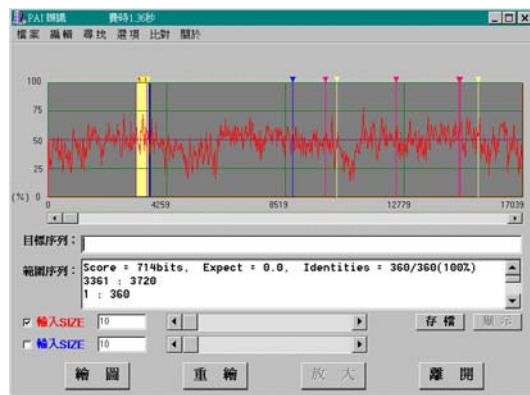 PAI 辦識 費時1.36秒
檔案 編輯 尋找 選項 比對 關於
100
75
50
25
(%) 0
0 4259 8519 12779 17039
目標序列：
範圍序列：
Score = 714bits, Expect = 0.0, Identities = 360/360(100%)
3361 : 3720
1 : 360
輸入SIZE 10 存檔 顯示
輸入SIZE 10
繪圖 重繪 放大 離開